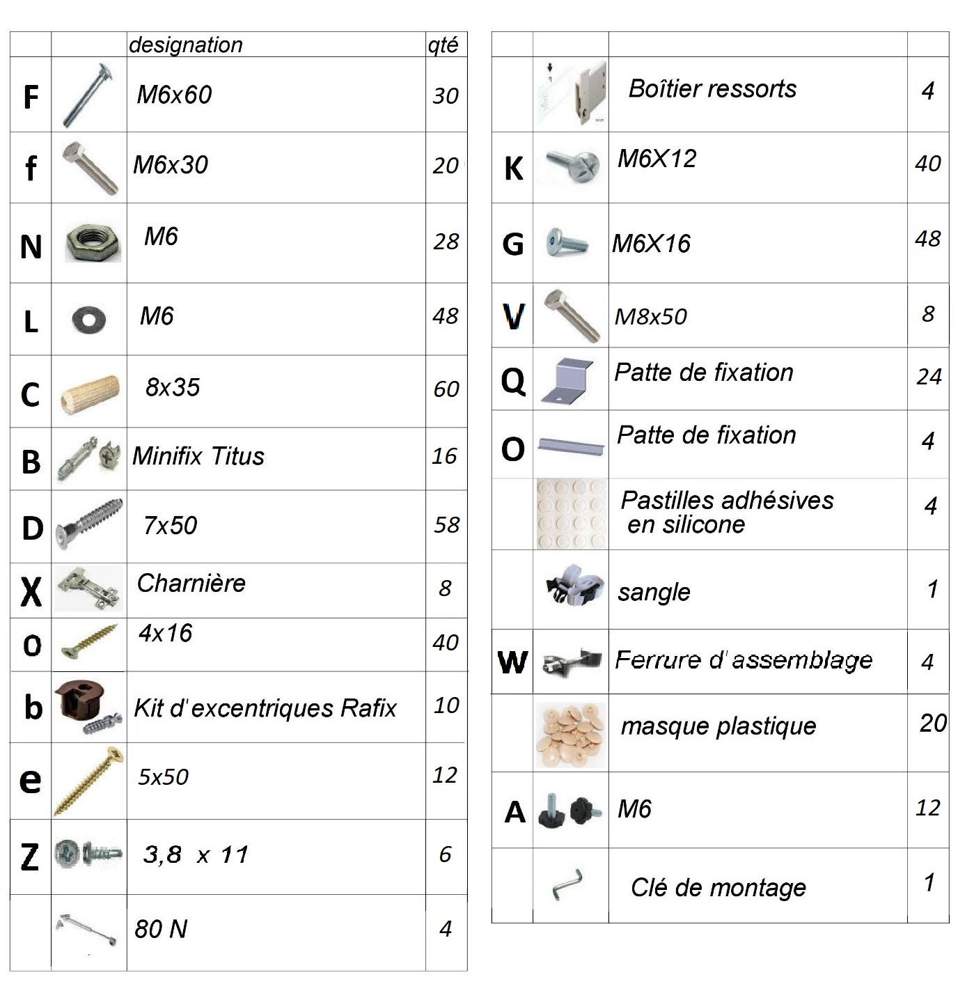 designation qté
F M6x60 30
f M6x30 20
N M6 28
L M6 48
C 8x35 60
B Minifix Titus 16
D 7x50 58
X Charnière 8
o 4x16 40
b Kit d'excentriques Rafix 10
e 5x50 12
Z 3,8 x 11 6
80 N 4
Boîtier ressorts 4
K M6X12 40
G M6X16 48
V M8x50 8
Q Patte de fixation 24
O Patte de fixation 4
Pastilles adhésives
en silicone 4
sangle 1
W Ferrure d'assemblage 4
masque plastique 20
A M6 12
Clé de montage 1